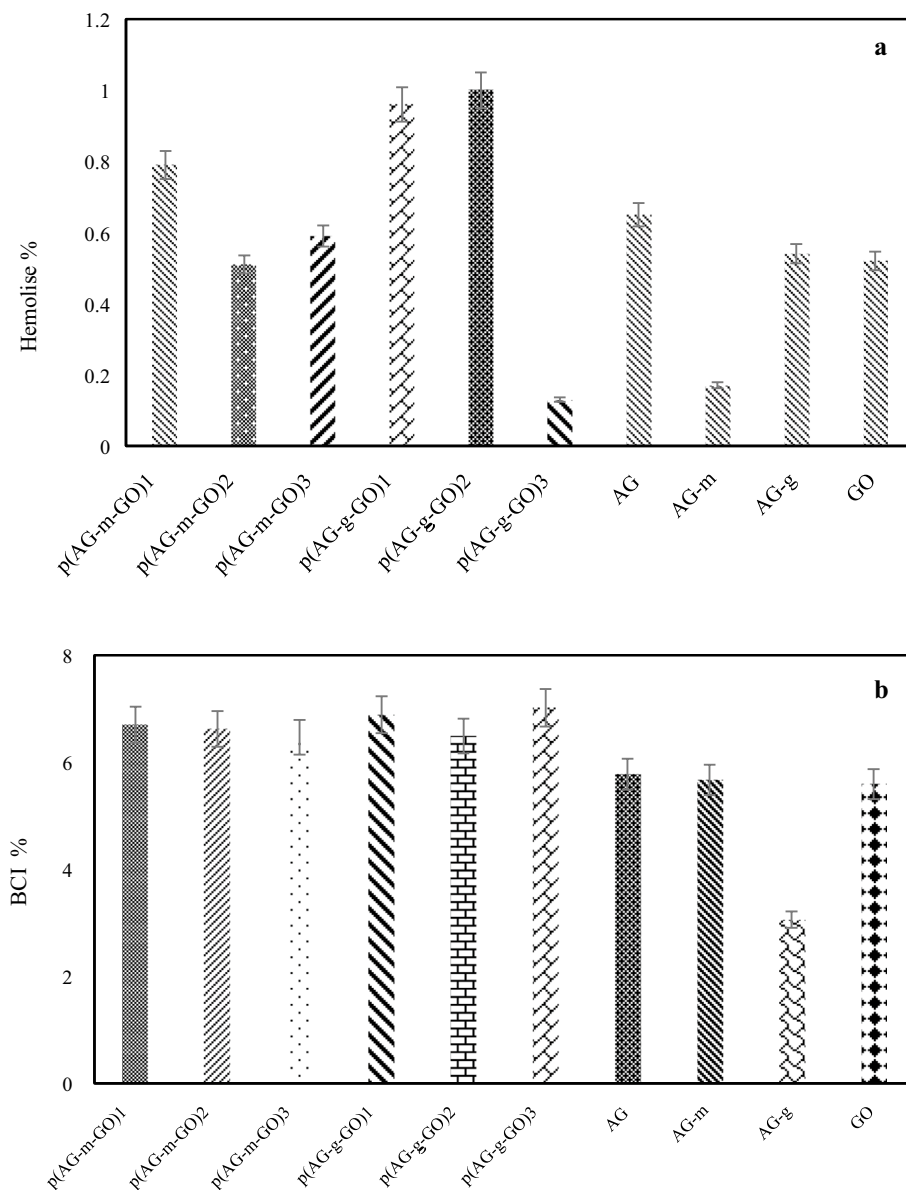 1.2
a
1
0.8
0.6
0.4
0.2
0
Hemolise %
p(AG-m-GO)1
p(AG-m-GO)2
p(AG-m-GO)3
p(AG-g-GO)1
p(AG-g-GO)2
p(AG-g-GO)3
AG
AG-m
AG-g
GO
8
b
6
4
2
0
BCI %
p(AG-m-GO)1
p(AG-m-GO)2
p(AG-m-GO)3
p(AG-g-GO)1
p(AG-g-GO)2
p(AG-g-GO)3
AG
AG-m
AG-g
GO